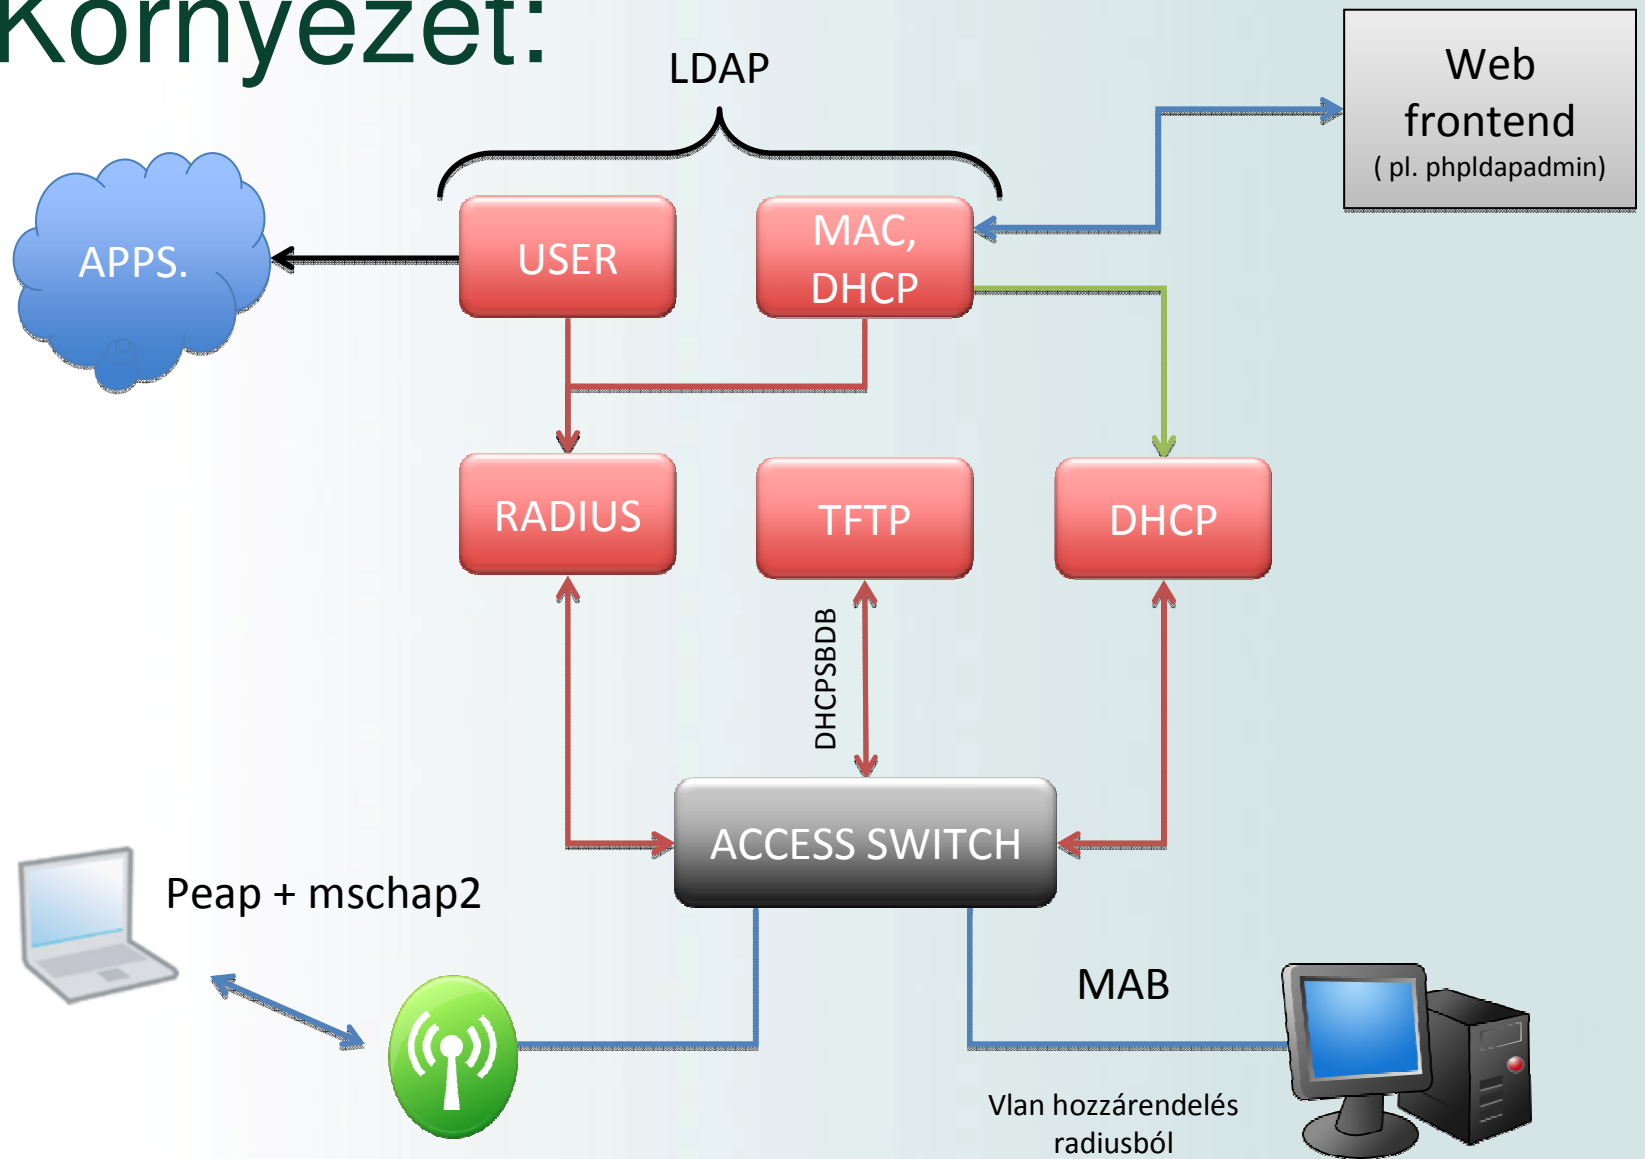 Környezet:
LDAP
Web
frontend
( pl. phpldapadmin)
APPS.
USER
MAC,
DHCP
RADIUS
TFTP
DHCP
DHCPSBDB
ACCESS SWITCH
Peap + mschap2
MAB
Vlan hozzárendelés
radiusból